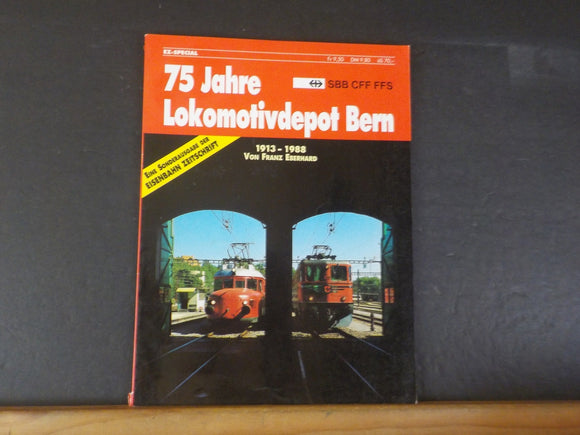 EZ-SPECIAL
Fr 9,50 DM 9,80 öS 70,-
75 Jahre
SBB CFF FFS
Lokomotivdepot Bern
EINE SONDERAUSGABE DER
EISENBAHN ZEITSCHRIFT
1913 – 1988
VON FRANZ EBERHARD